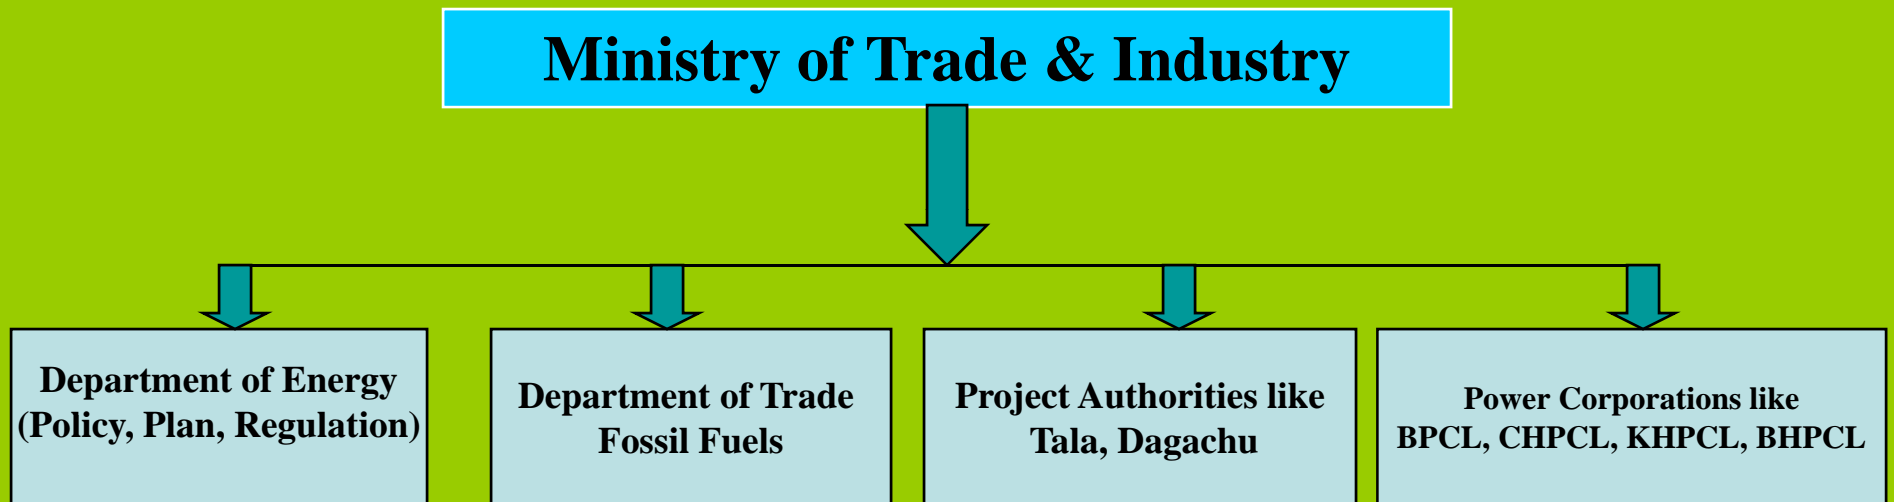 Ministry of Trade & Industry
Department of Energy
(Policy, Plan, Regulation)
Department of Trade
Fossil Fuels
Project Authorities like
Tala, Dagachu
Power Corporations like
BPCL, CHPCL, KHPCL, BHPCL